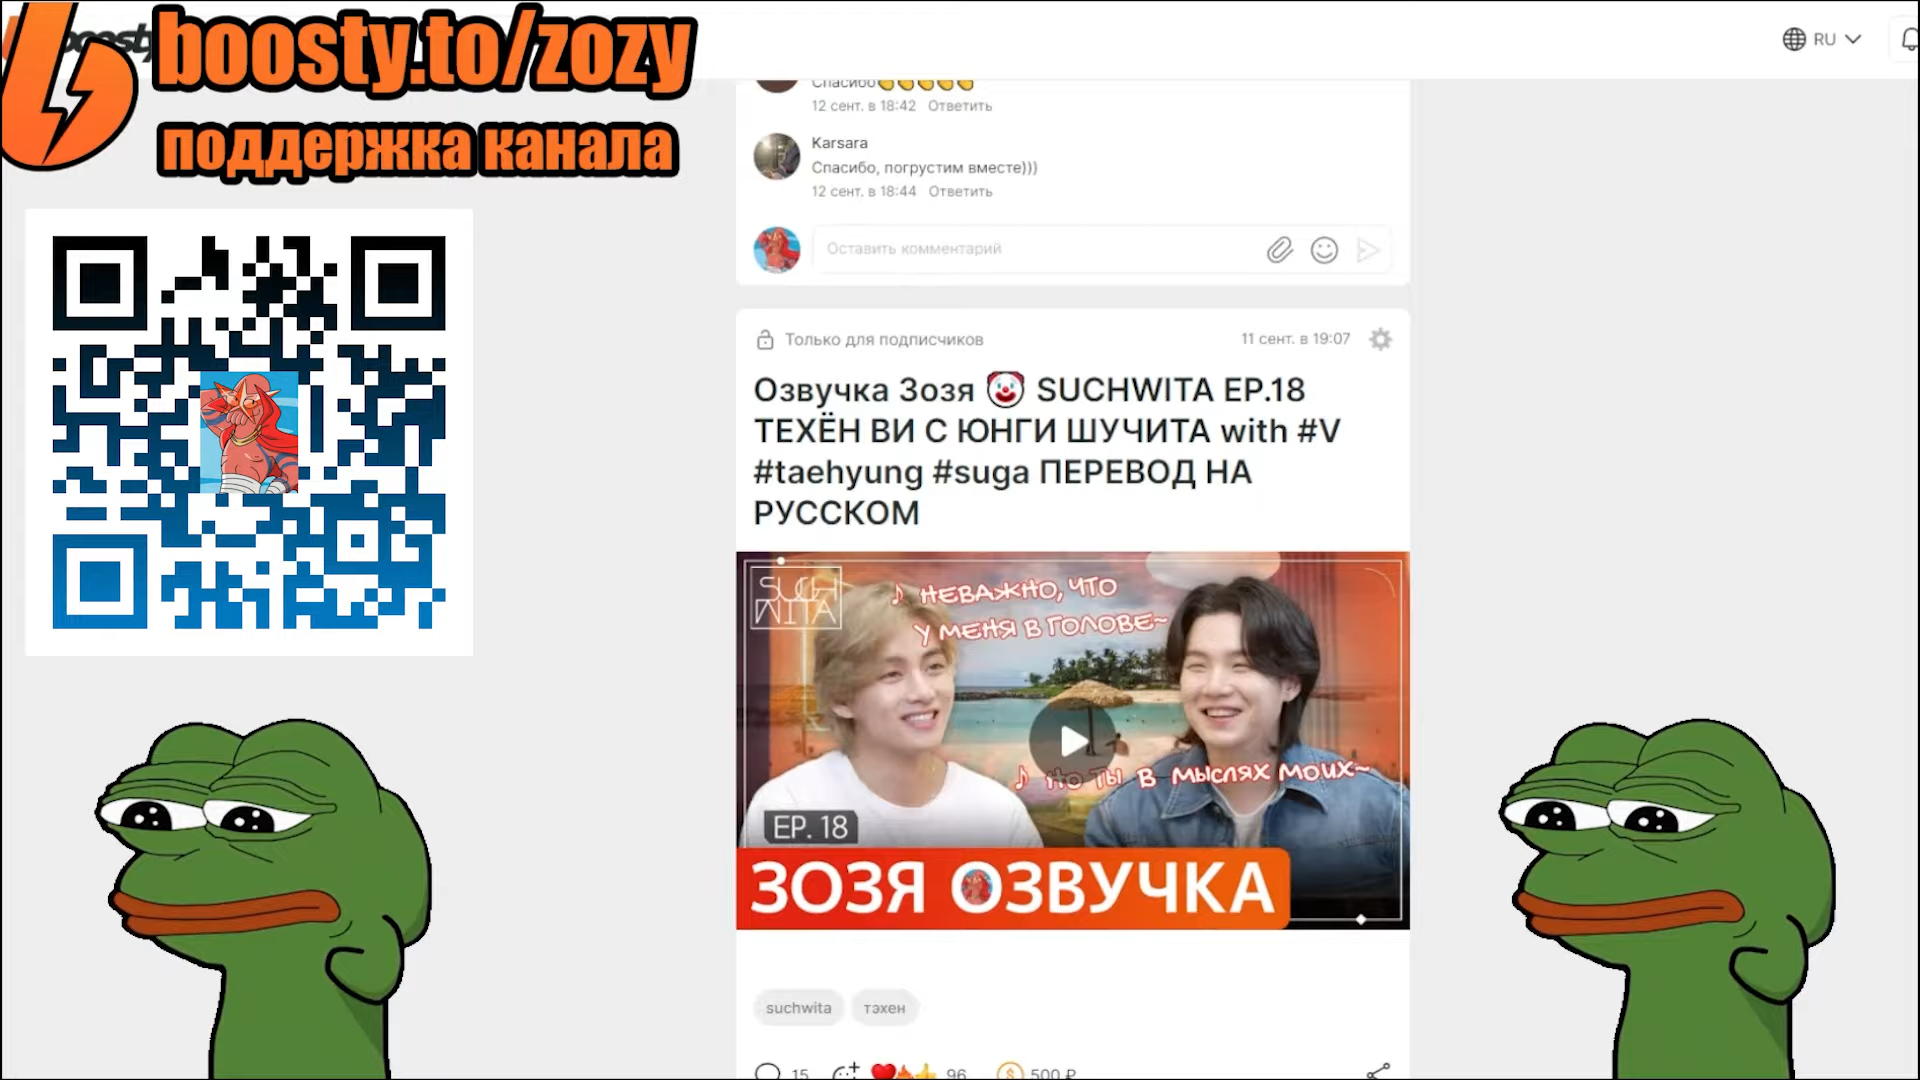 boosty.to/zozy
поддержка канала
RU
Спасибо
12 сент. в 18:42 Ответить
Karsara
Спасибо, погрустим вместе)))
12 сент. в 18:44 Ответить
Оставить комментарий
Только для подписчиков
11 сент. в 19:07
Озвучка Зозя 🤡 SUCHWITA EP.18
ТЕХЁН ВИ С ЮНГИ ШУЧИТА with #V
#taehyung #suga ПЕРЕВОД НА
РУССКОМ
SUCH
WITA
♪ НЕВАЖНО, ЧТО
У МЕНЯ В ГОЛОВЕ~
♪ НО ТЫ В МЫСЛЯХ МОИХ~
EP. 18
ЗОЗЯ ОЗВУЧКА
suchwita
тэхен
15
96
500 ₽